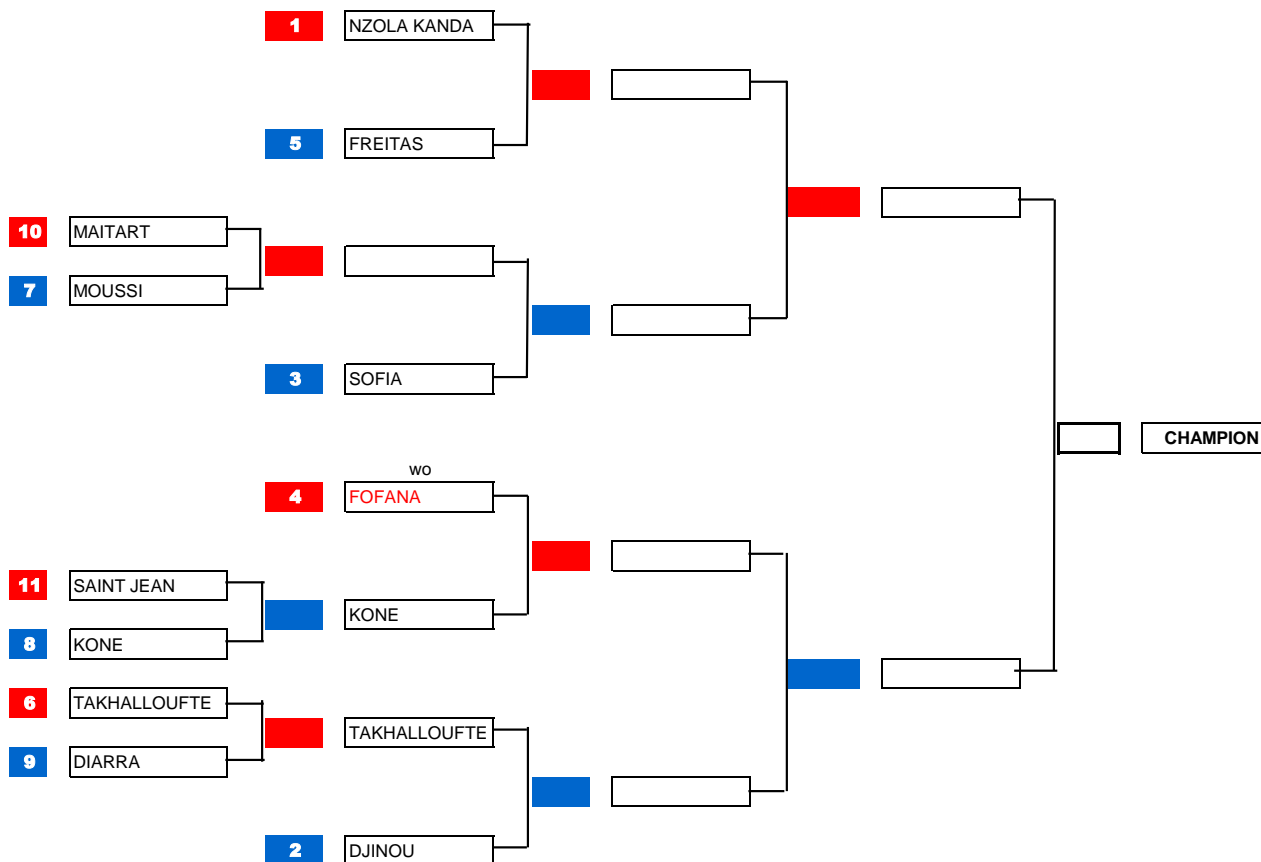 1 NZOLA KANDA
5 FREITAS
10 MAITART
7 MOUSSI
3 SOFIA
CHAMPION
wo
4 FOFANA
11 SAINT JEAN
KONE
8 KONE
6 TAKHALLOUFTE
TAKHALLOUFTE
9 DIARRA
2 DJINOU